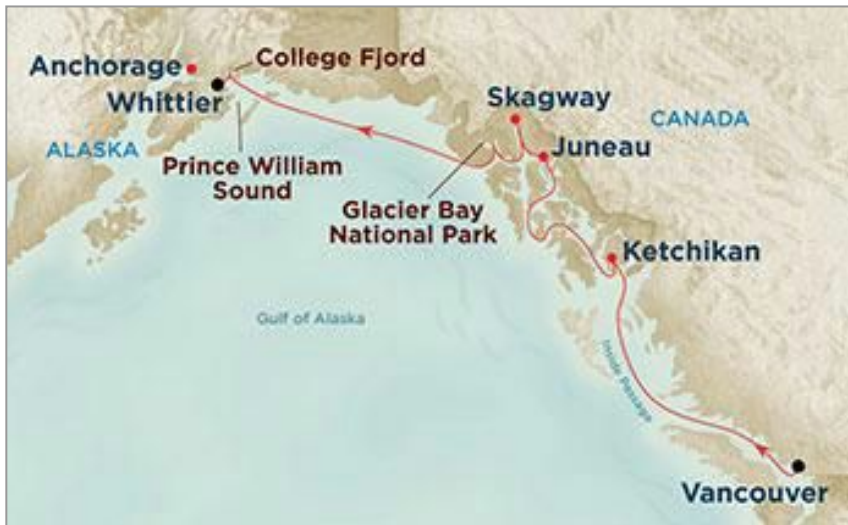 College Fjord
Anchorage
Whittier
Skagway
CANADA
ALASKA
Juneau
Prince William
Sound
Glacier Bay
National Park
Ketchikan
Gulf of Alaska
Inside Passage
Vancouver